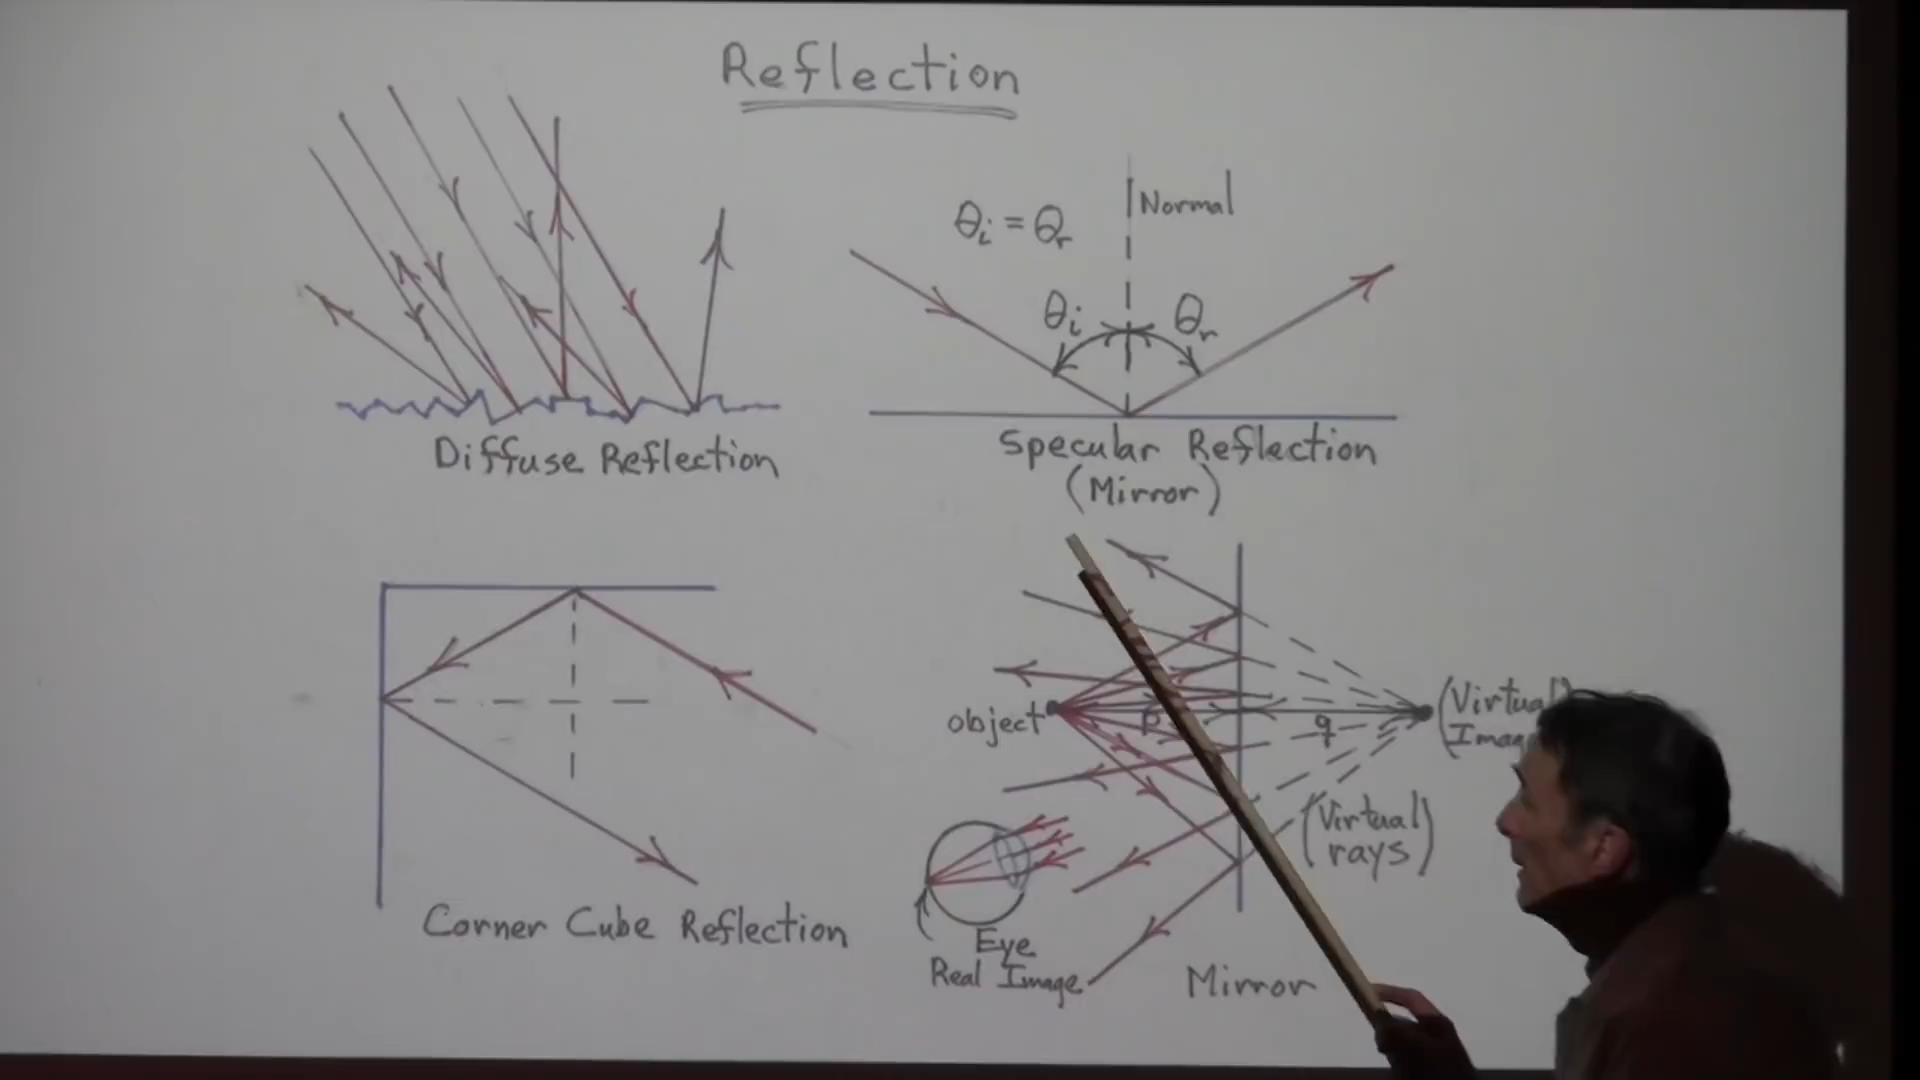 Reflection
Normal
θi = θr
θi
θr
Diffuse Reflection
Specular Reflection
(Mirror)
object
p
q
(Virtual)
(Virtual)
rays
Corner Cube Reflection
Eye
Real Image
Mirror